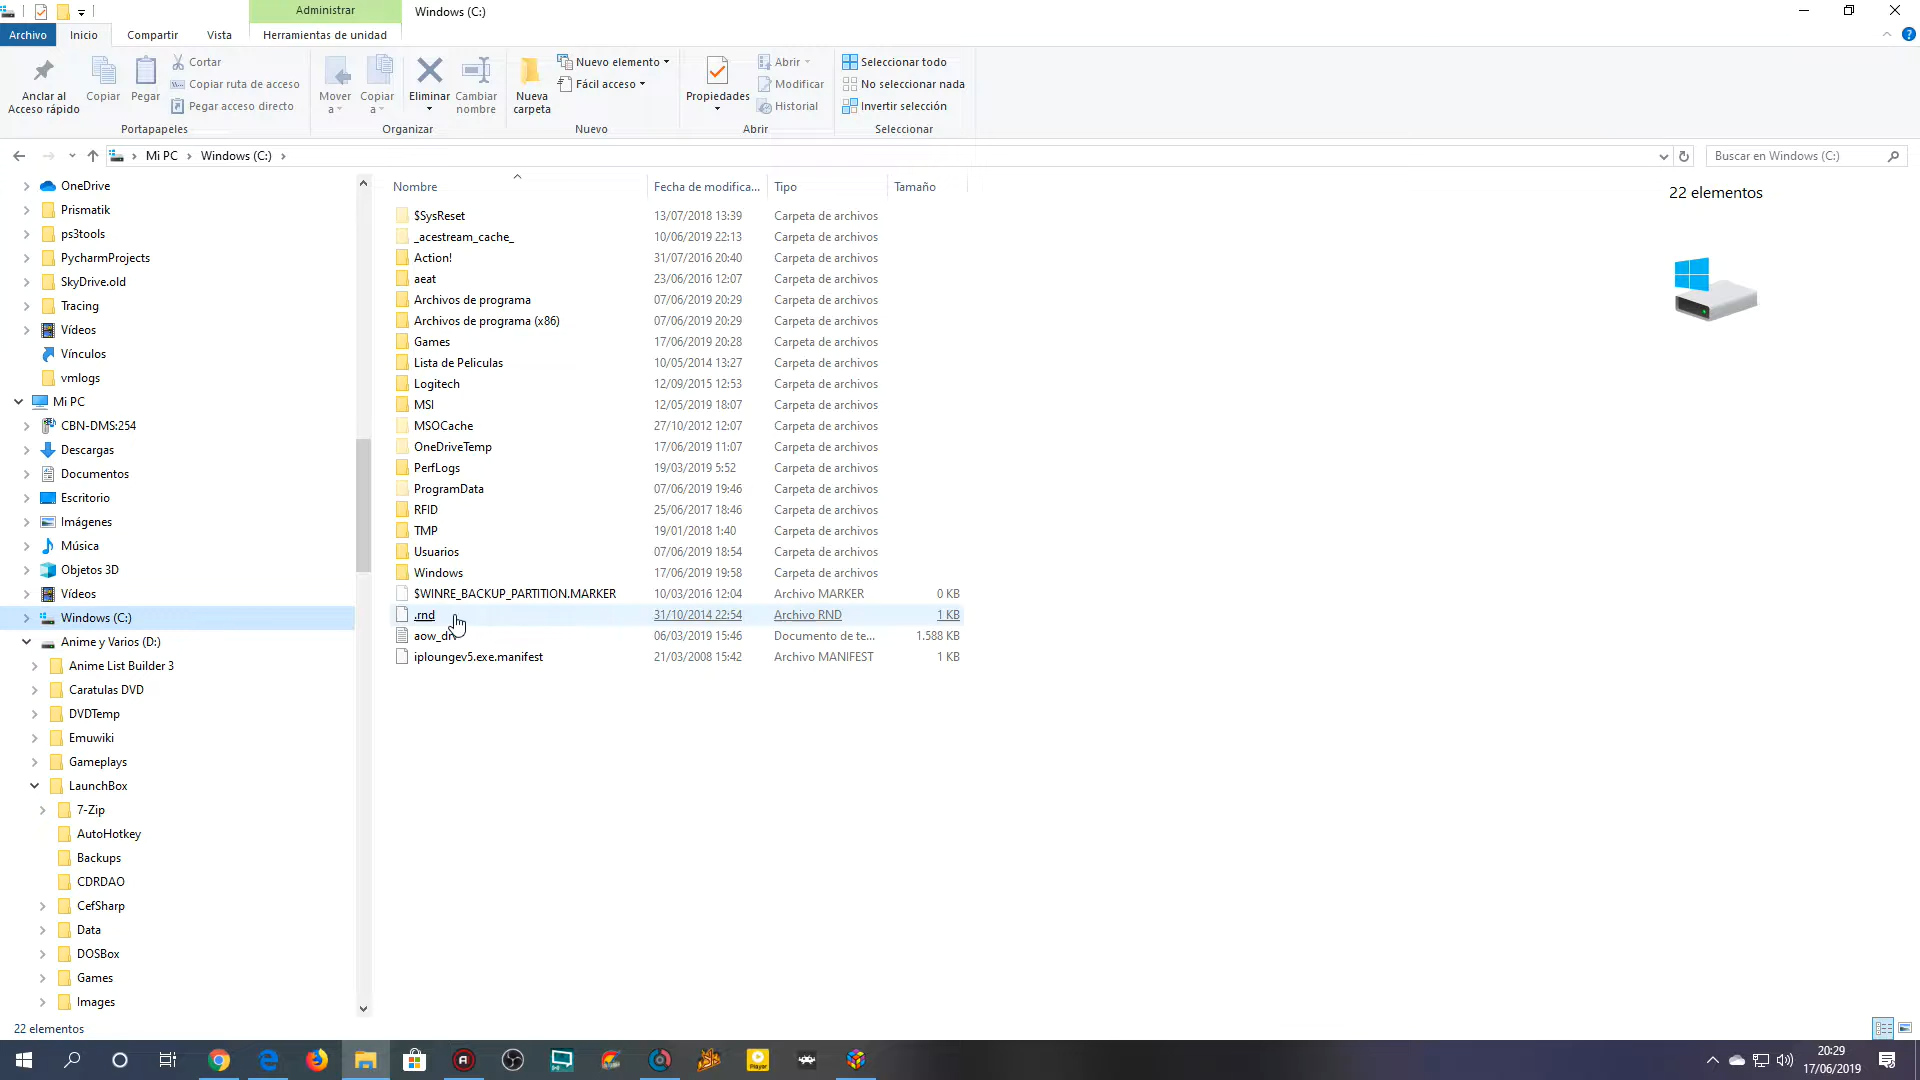 Administrar
Windows (C:)
Archivo
Inicio
Compartir
Vista
Herramientas de unidad
Anclar al
Acceso rápido
Copiar
Pegar
Cortar
Copiar ruta de acceso
Pegar acceso directo
Portapapeles
Mover
a
Copiar
a
Eliminar
Cambiar
nombre
Organizar
Nueva
carpeta
Nuevo elemento
Fácil acceso
Nuevo
Propiedades
Abrir
Modificar
Historial
Abrir
Seleccionar todo
No seleccionar nada
Invertir selección
Seleccionar
Mi PC
Windows (C:)
Buscar en Windows (C:)
OneDrive
Prismatik
ps3tools
PycharmProjects
SkyDrive.old
Tracing
Vídeos
Vínculos
vmlogs
Mi PC
CBN-DMS:254
Descargas
Documentos
Escritorio
Imágenes
Música
Objetos 3D
Vídeos
Windows (C:)
Anime y Varios (D:)
Anime List Builder 3
Caratulas DVD
DVDTemp
Emuwiki
Gameplays
LaunchBox
7-Zip
AutoHotkey
Backups
CDRDAO
CefSharp
Data
DOSBox
Games
Images
Nombre Fecha de modifica... Tipo Tamaño
$SysReset 13/07/2018 13:39 Carpeta de archivos
_acestream_cache_ 10/06/2019 22:13 Carpeta de archivos
Action! 31/07/2016 20:40 Carpeta de archivos
aeat 23/06/2016 12:07 Carpeta de archivos
Archivos de programa 07/06/2019 20:29 Carpeta de archivos
Archivos de programa (x86) 07/06/2019 20:29 Carpeta de archivos
Games 17/06/2019 20:28 Carpeta de archivos
Lista de Peliculas 10/05/2014 13:27 Carpeta de archivos
Logitech 12/09/2015 12:53 Carpeta de archivos
MSI 12/05/2019 18:07 Carpeta de archivos
MSOCache 27/10/2012 12:07 Carpeta de archivos
OneDriveTemp 17/06/2019 11:07 Carpeta de archivos
PerfLogs 19/03/2019 5:52 Carpeta de archivos
ProgramData 07/06/2019 19:46 Carpeta de archivos
RFID 25/06/2017 18:46 Carpeta de archivos
TMP 19/01/2018 1:40 Carpeta de archivos
Usuarios 07/06/2019 18:54 Carpeta de archivos
Windows 17/06/2019 19:58 Carpeta de archivos
$WINRE_BACKUP_PARTITION.MARKER 10/03/2016 12:04 Archivo MARKER 0 KB
.rnd 31/10/2014 22:54 Archivo RND 1 KB
06/03/2019 15:46 Documento de te... 1.588 KB
iploungev5.exe.manifest 21/03/2008 15:42 Archivo MANIFEST 1 KB
22 elementos
22 elementos
Player
20:29
17/06/2019